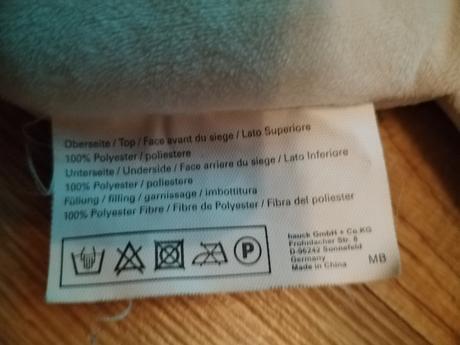 Oberseite / Top / Face avant du siege / Lato Superiore
100% Polyester / poliestere
Unterseite / Underside / Face arriere du siege / Lato Inferiore
100% Polyester / poliestere
Füllung / filling / garnissage / imbottitura
100% Polyester Fibre / Fibre de Polyester / Fibra del poliester
P
hauck GmbH + Co.KG
Frohnlacher Str. 8
D-96242 Sonnefeld
Germany
Made in China
MB